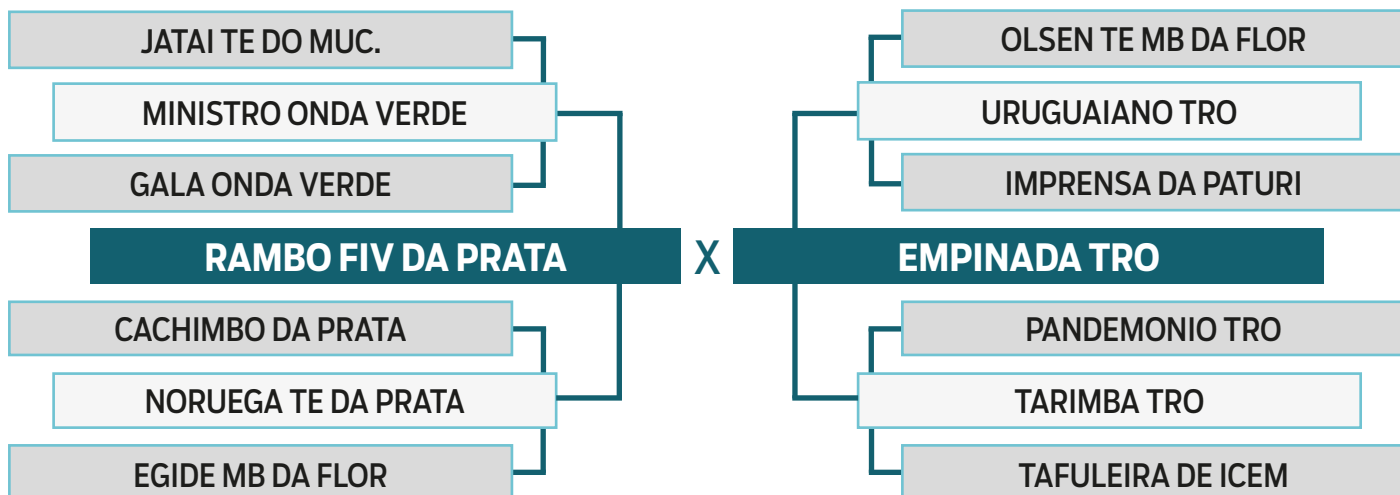 JATAI TE DO MUC.
MINISTRO ONDA VERDE
GALA ONDA VERDE
RAMBO FIV DA PRATA
CACHIMBO DA PRATA
NORUEGA TE DA PRATA
EGIDE MB DA FLOR
X
OLSEN TE MB DA FLOR
URUGUAIANO TRO
IMPRENSA DA PATURI
EMPINADA TRO
PANDEMONIO TRO
TARIMBA TRO
TAFULEIRA DE ICEM